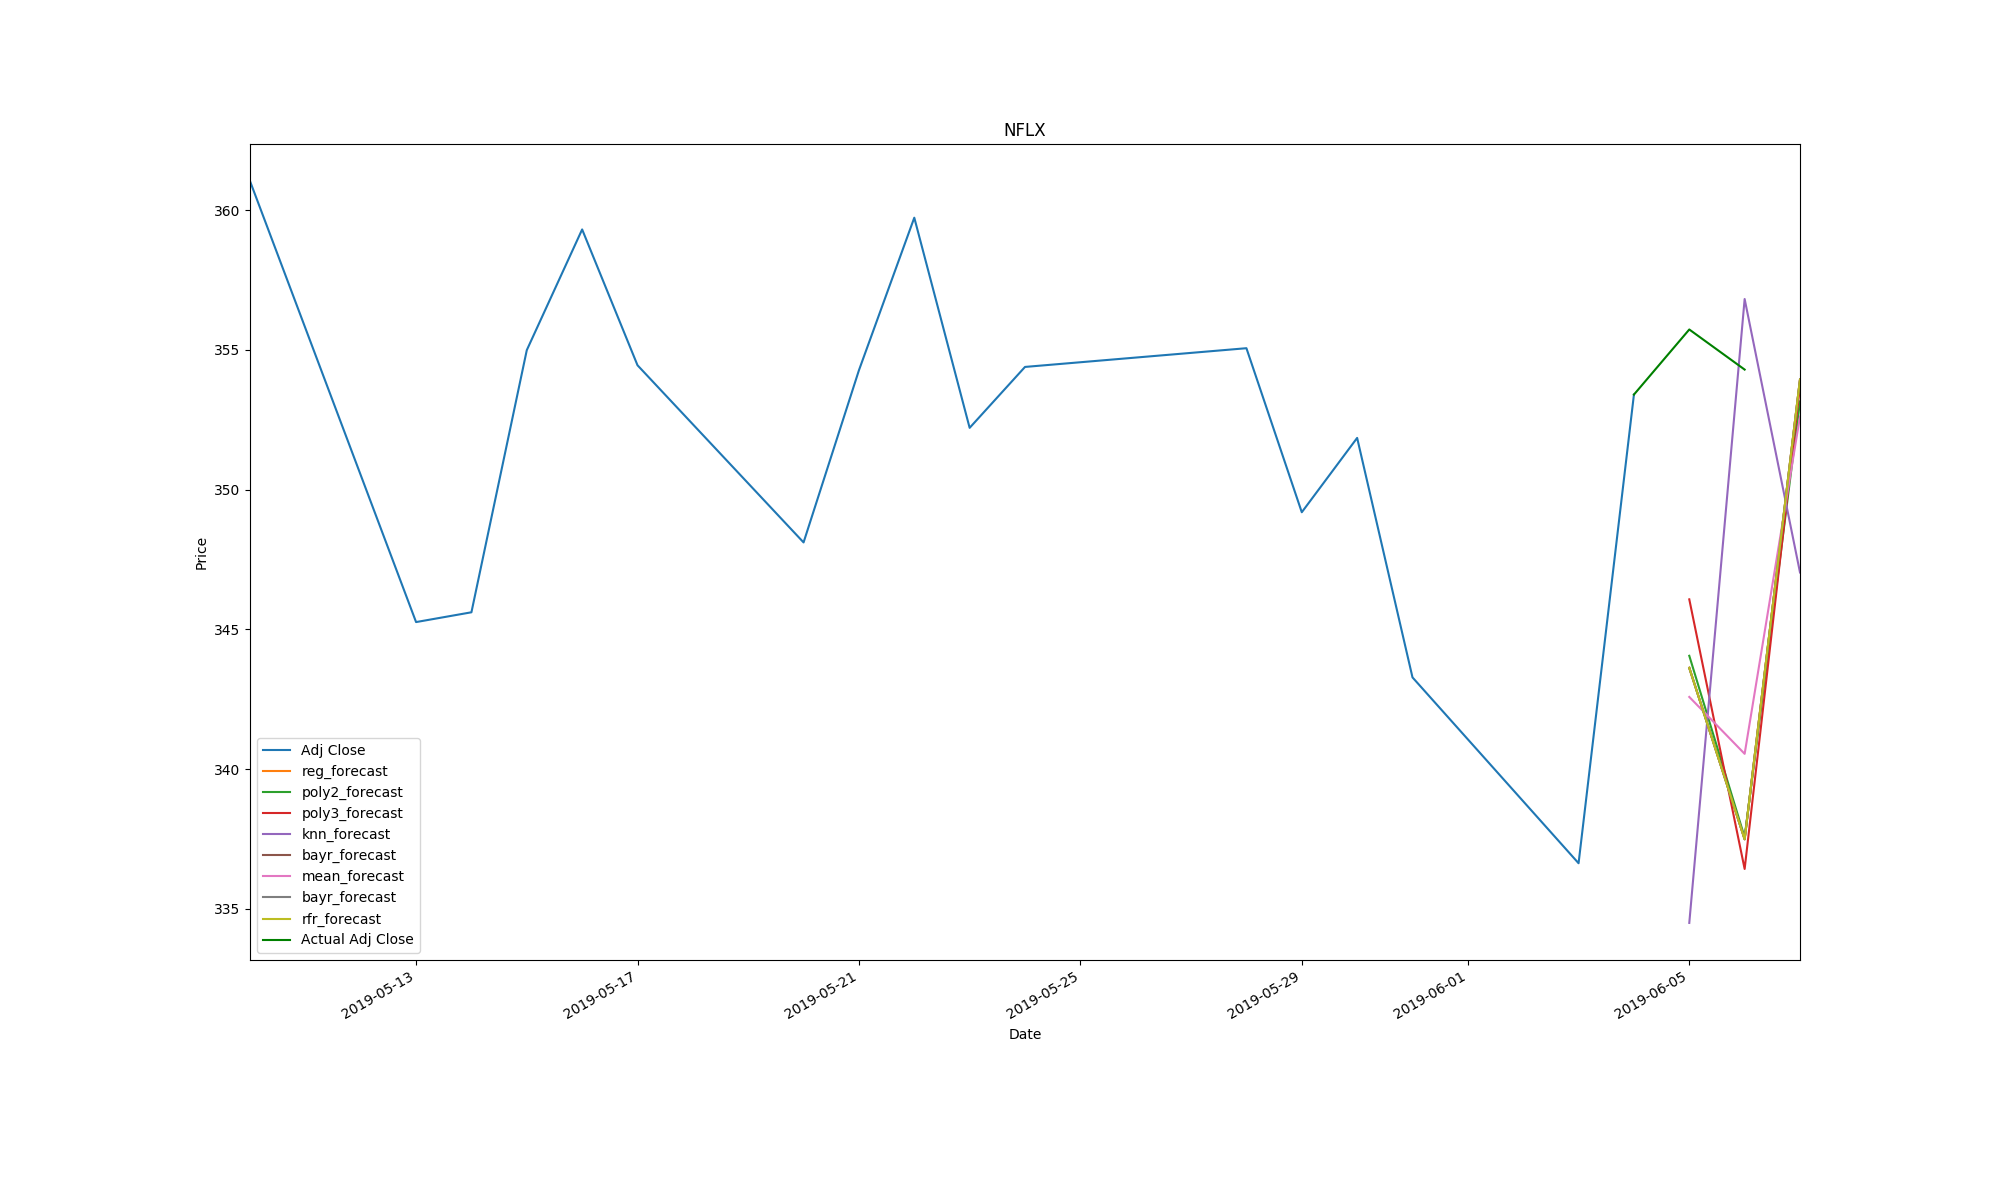 NFLX
360
355
350
345
340
335
Price
Adj Close
reg_forecast
poly2_forecast
poly3_forecast
knn_forecast
bayr_forecast
mean_forecast
bayr_forecast
rfr_forecast
Actual Adj Close
2019-05-13
2019-05-17
2019-05-21
2019-05-25
2019-05-29
2019-06-01
2019-06-05
Date